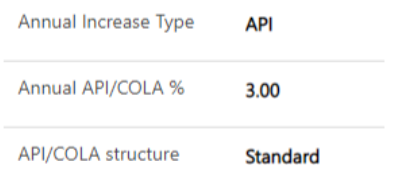 Annual Increase Type API
Annual API/COLA % 3.00
API/COLA structure Standard